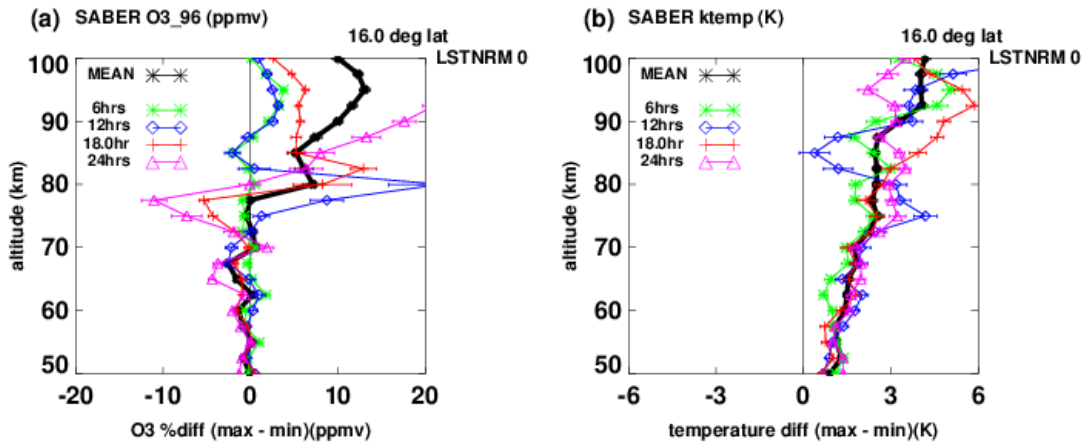 (a) SABER O3_96 (ppmv)
16.0 deg lat
LSTNRM 0
100
90
80
70
60
50
altitude (km)
MEAN
6hrs
12hrs
18.0hr
24hrs
-20 -10 0 10 20
O3 %diff (max - min)(ppmv)
(b) SABER ktemp (K)
16.0 deg lat
LSTNRM 0
100
90
80
70
60
50
altitude (km)
MEAN
6hrs
12hrs
18.0hr
24hrs
-6 -3 0 3 6
temperature diff (max - min)(K)